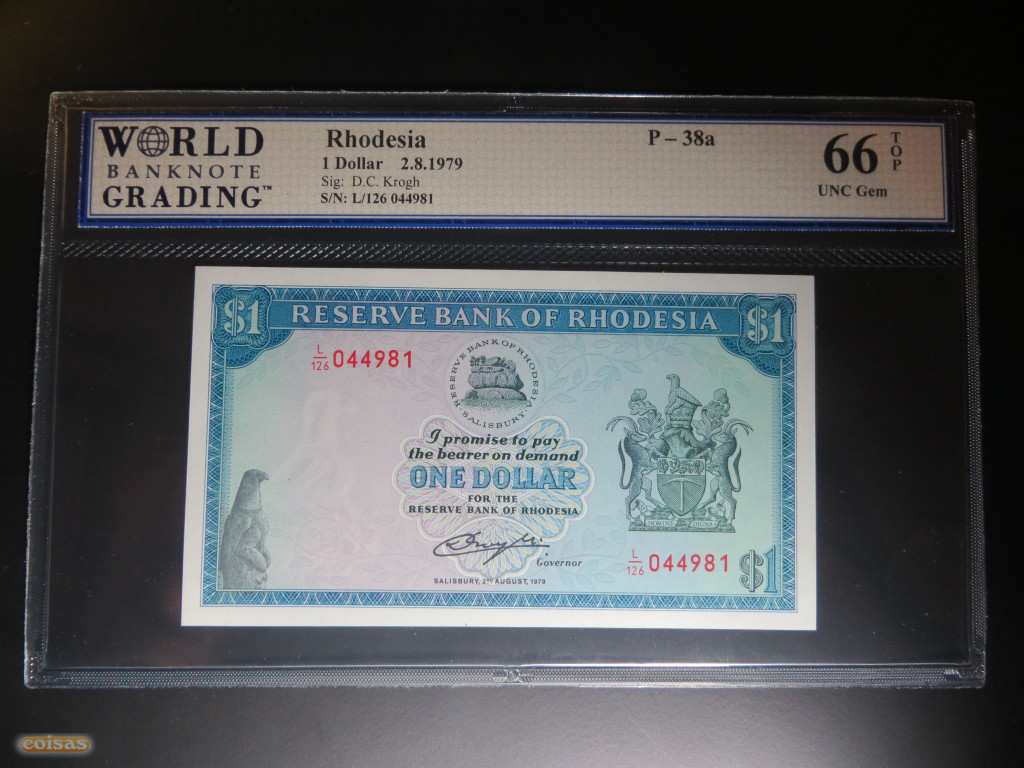 WORLD
BANKNOTE
GRADING™
Rhodesia
1 Dollar 2.8.1979
Sig: D.C. Krogh
S/N: L/126 044981
P – 38a
66 TOP
UNC Gem
$1 RESERVE BANK OF RHODESIA $1
L/126 044981
RESERVE BANK OF RHODESIA
SALISBURY
I promise to pay
the bearer on demand
ONE DOLLAR
FOR THE
RESERVE BANK OF RHODESIA
Governor
SALISBURY, 2ND AUGUST, 1979
NOMINE DIGNA
L/126 044981 $1
coisas